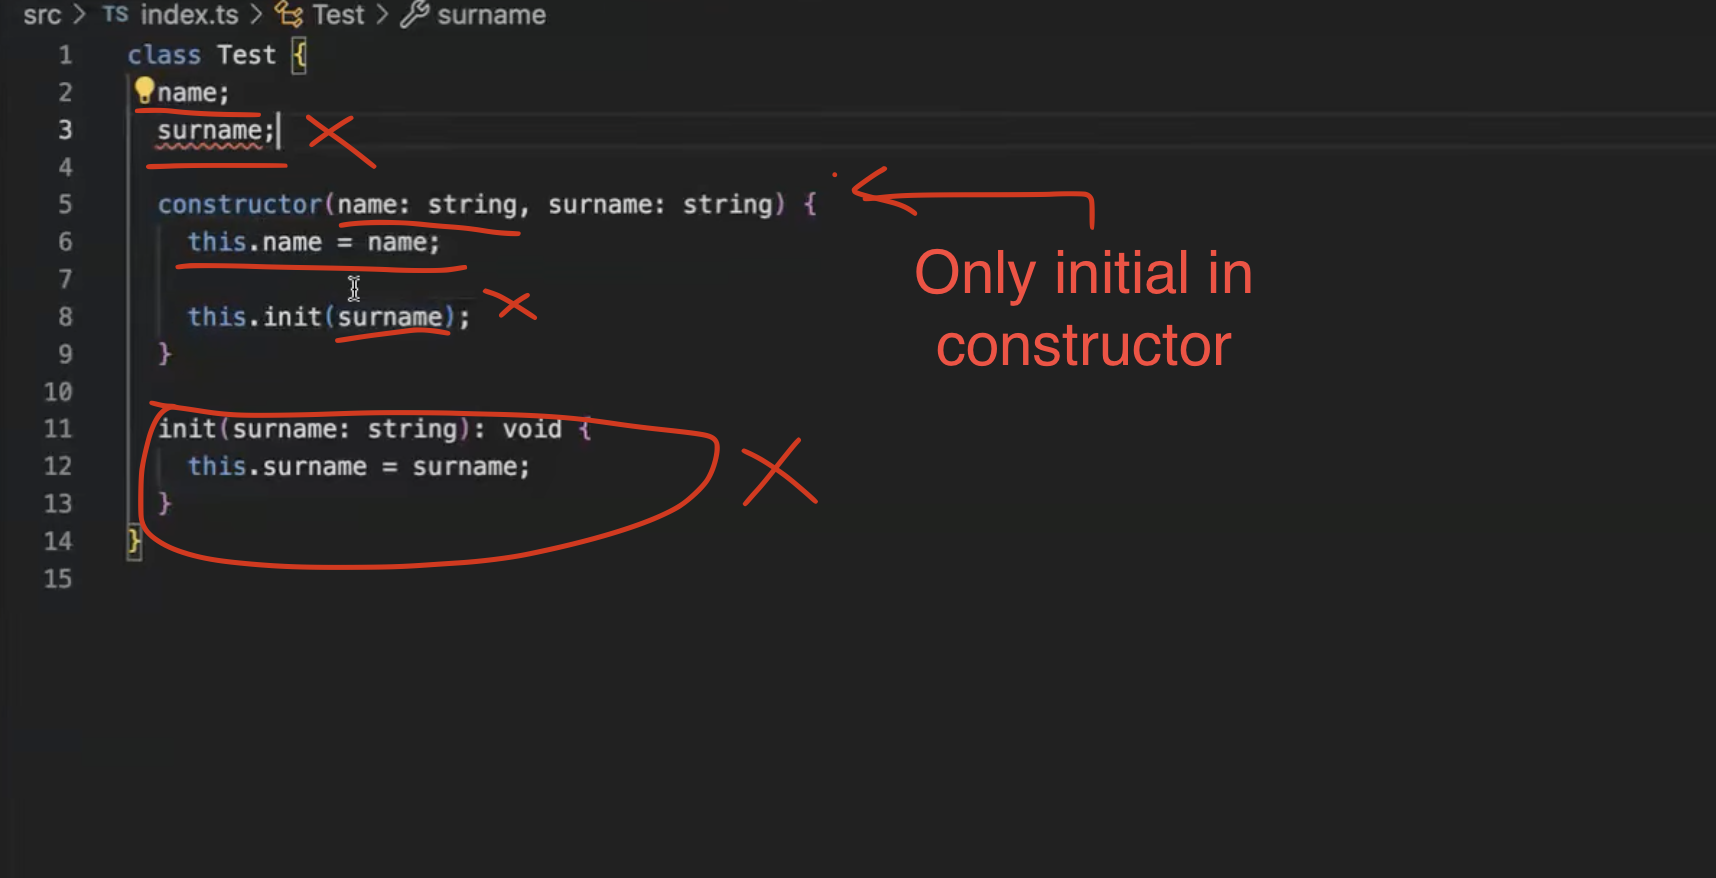 src > TS index.ts > Test > surname
1 class Test {
2 name;
3 surname;
4
5 constructor(name: string, surname: string) {
6 this.name = name;
7
8 this.init(surname);
9 }
10
11 init(surname: string): void {
12 this.surname = surname;
13 }
14 }
15
Only initial in
constructor